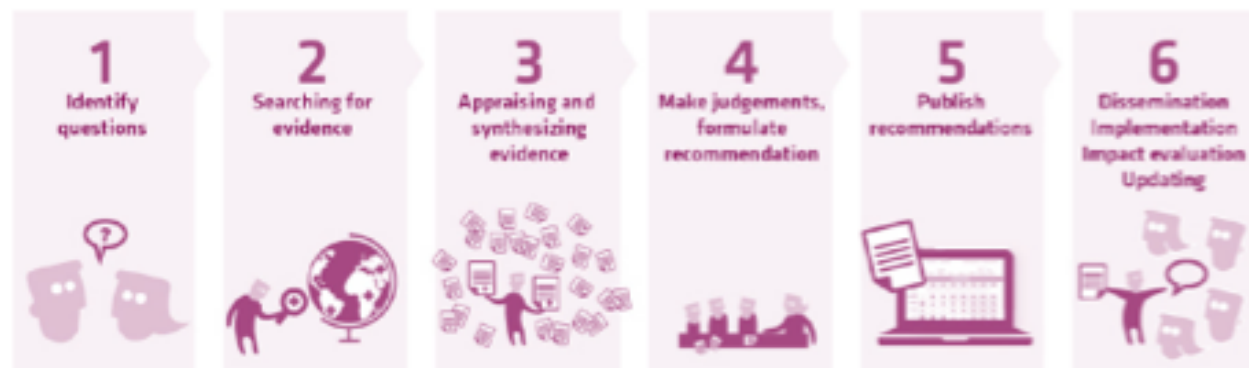 1
Identify
questions
2
Searching for
evidence
3
Appraising and
synthesizing
evidence
4
Make judgements,
formulate
recommendation
5
Publish
recommendations
6
Dissemination
Implementation
Impact evaluation
Updating
?